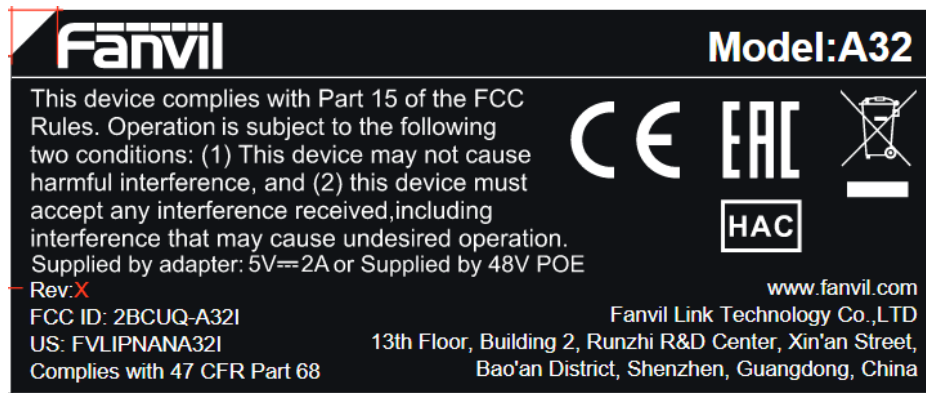 Fanvil
Model:A32
This device complies with Part 15 of the FCC
Rules. Operation is subject to the following
two conditions: (1) This device may not cause
harmful interference, and (2) this device must
accept any interference received,including
interference that may cause undesired operation.
Supplied by adapter: 5V⎓2A or Supplied by 48V POE
CE
EAC
HAC
Rev:X
FCC ID: 2BCUQ-A32I
US: FVLIPNANA32I
Complies with 47 CFR Part 68
www.fanvil.com
Fanvil Link Technology Co.,LTD
13th Floor, Building 2, Runzhi R&D Center, Xin'an Street,
Bao'an District, Shenzhen, Guangdong, China